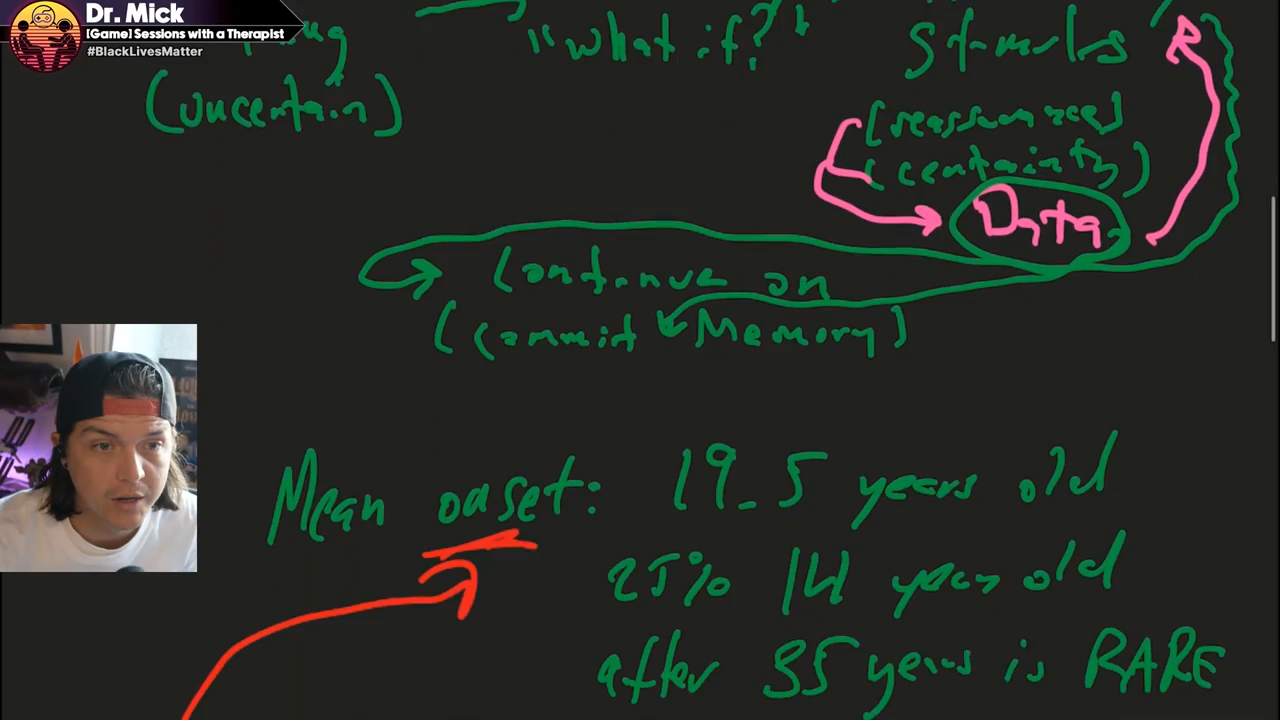 Dr. Mick
[Game] Sessions with a Therapist
#BlackLivesMatter
"What if?"
Stimulus
(uncertain)
(reassurance)
(certainty)
R
Data
Continue on
(commit Memory)
Mean onset: 19.5 years old
25% 14 years old
after 35 years is RARE